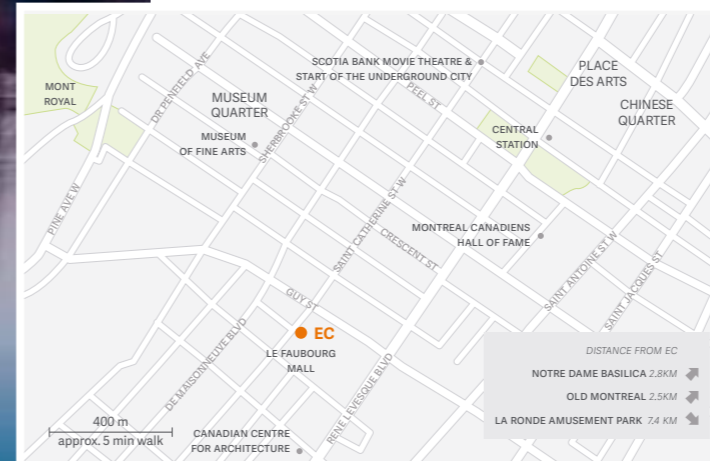 MONT
ROYAL
DR PENFIELD AVE
MUSEUM
QUARTER
MUSEUM
OF FINE ARTS
SHERBROOKE ST W
SCOTIA BANK MOVIE THEATRE &
START OF THE UNDERGROUND CITY
PEEL ST
PLACE
DES ARTS
CHINESE
QUARTER
CENTRAL
STATION
PINE AVE W
SAINT CATHERINE ST W
CRESCENT ST
MONTREAL CANADIENS
HALL OF FAME
SAINT ANTOINE ST W
SAINT JACQUES ST
GUY ST
EC
LE FAUBOURG
MALL
DE MAISONNEUVE BLVD
RENE LEVESQUE BLVD
400 m
approx. 5 min walk
CANADIAN CENTRE
FOR ARCHITECTURE
DISTANCE FROM EC
NOTRE DAME BASILICA 2.8KM
OLD MONTREAL 2.5KM
LA RONDE AMUSEMENT PARK 7.4 KM